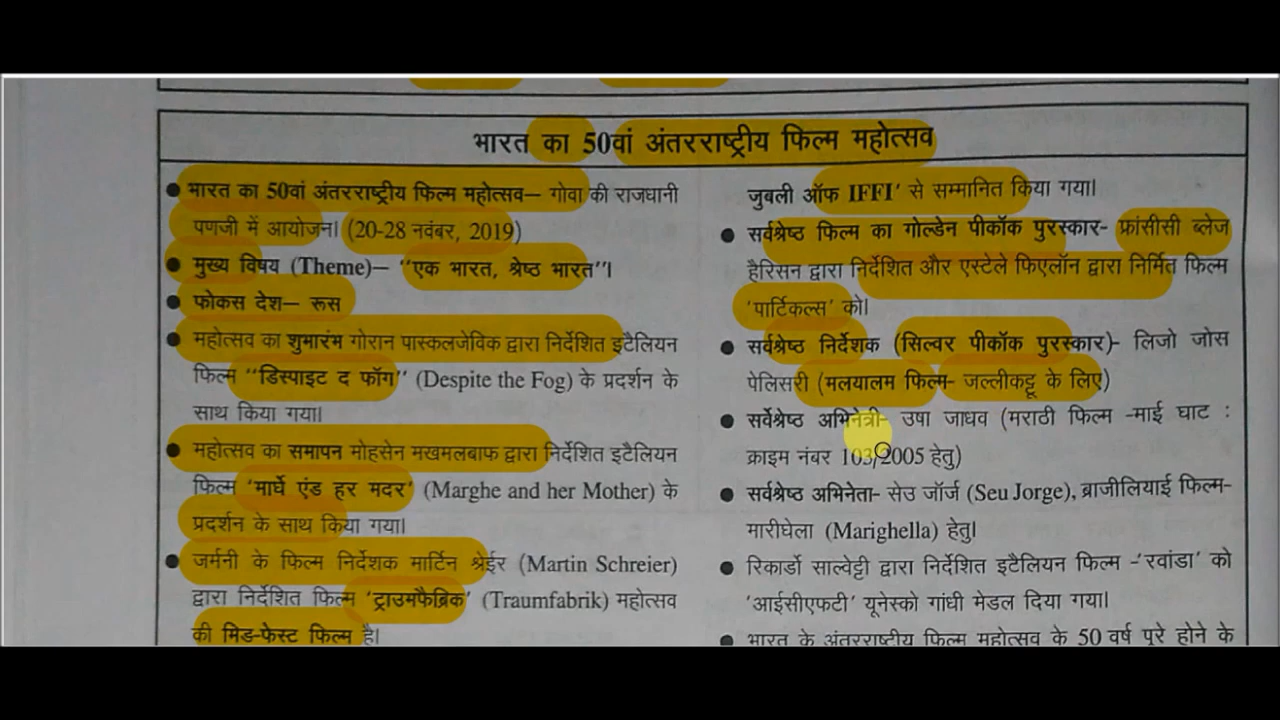 भारत का 50वां अंतरराष्ट्रीय फिल्म महोत्सव
● भारत का 50वां अंतरराष्ट्रीय फिल्म महोत्सव– गोवा की राजधानी
पणजी में आयोजन। (20-28 नवंबर, 2019)
● मुख्य विषय (Theme)– ''एक भारत, श्रेष्ठ भारत''।
● फोकस देश– रूस
● महोत्सव का शुभारंभ गोरान पास्कलजेविक द्वारा निर्देशित इटैलियन
फिल्म ''डिस्पाइट द फॉग'' (Despite the Fog) के प्रदर्शन के
साथ किया गया।
● महोत्सव का समापन मोहसेन मखमलबाफ द्वारा निर्देशित इटैलियन
फिल्म 'मार्घे एंड हर मदर' (Marghe and her Mother) के
प्रदर्शन के साथ किया गया।
● जर्मनी के फिल्म निर्देशक मार्टिन श्रेईर (Martin Schreier)
द्वारा निर्देशित फिल्म 'ट्राउमफैब्रिक' (Traumfabrik) महोत्सव
की मिड-फेस्ट फिल्म है।
जुबली ऑफ IFFI' से सम्मानित किया गया।
● सर्वश्रेष्ठ फिल्म का गोल्डेन पीकॉक पुरस्कार- फ्रांसीसी ब्लेज
हैरिसन द्वारा निर्देशित और एस्टेले फिएलॉन द्वारा निर्मित फिल्म
'पार्टिकल्स' को।
● सर्वश्रेष्ठ निर्देशक (सिल्वर पीकॉक पुरस्कार)- लिजो जोस
पेलिसरी (मलयालम फिल्म- जल्लीकट्टू के लिए)
● सर्वेश्रेष्ठ अभिनेत्री- उषा जाधव (मराठी फिल्म -माई घाट :
क्राइम नंबर 103/2005 हेतु)
● सर्वश्रेष्ठ अभिनेता- सेउ जॉर्ज (Seu Jorge), ब्राजीलियाई फिल्म-
मारीघेला (Marighella) हेतु।
● रिकार्डो साल्वेट्टी द्वारा निर्देशित इटैलियन फिल्म -'रवांडा' को
'आईसीएफटी' यूनेस्को गांधी मेडल दिया गया।
● भारत के अंतरराष्ट्रीय फिल्म महोत्सव के 50 वर्ष पूरे होने के